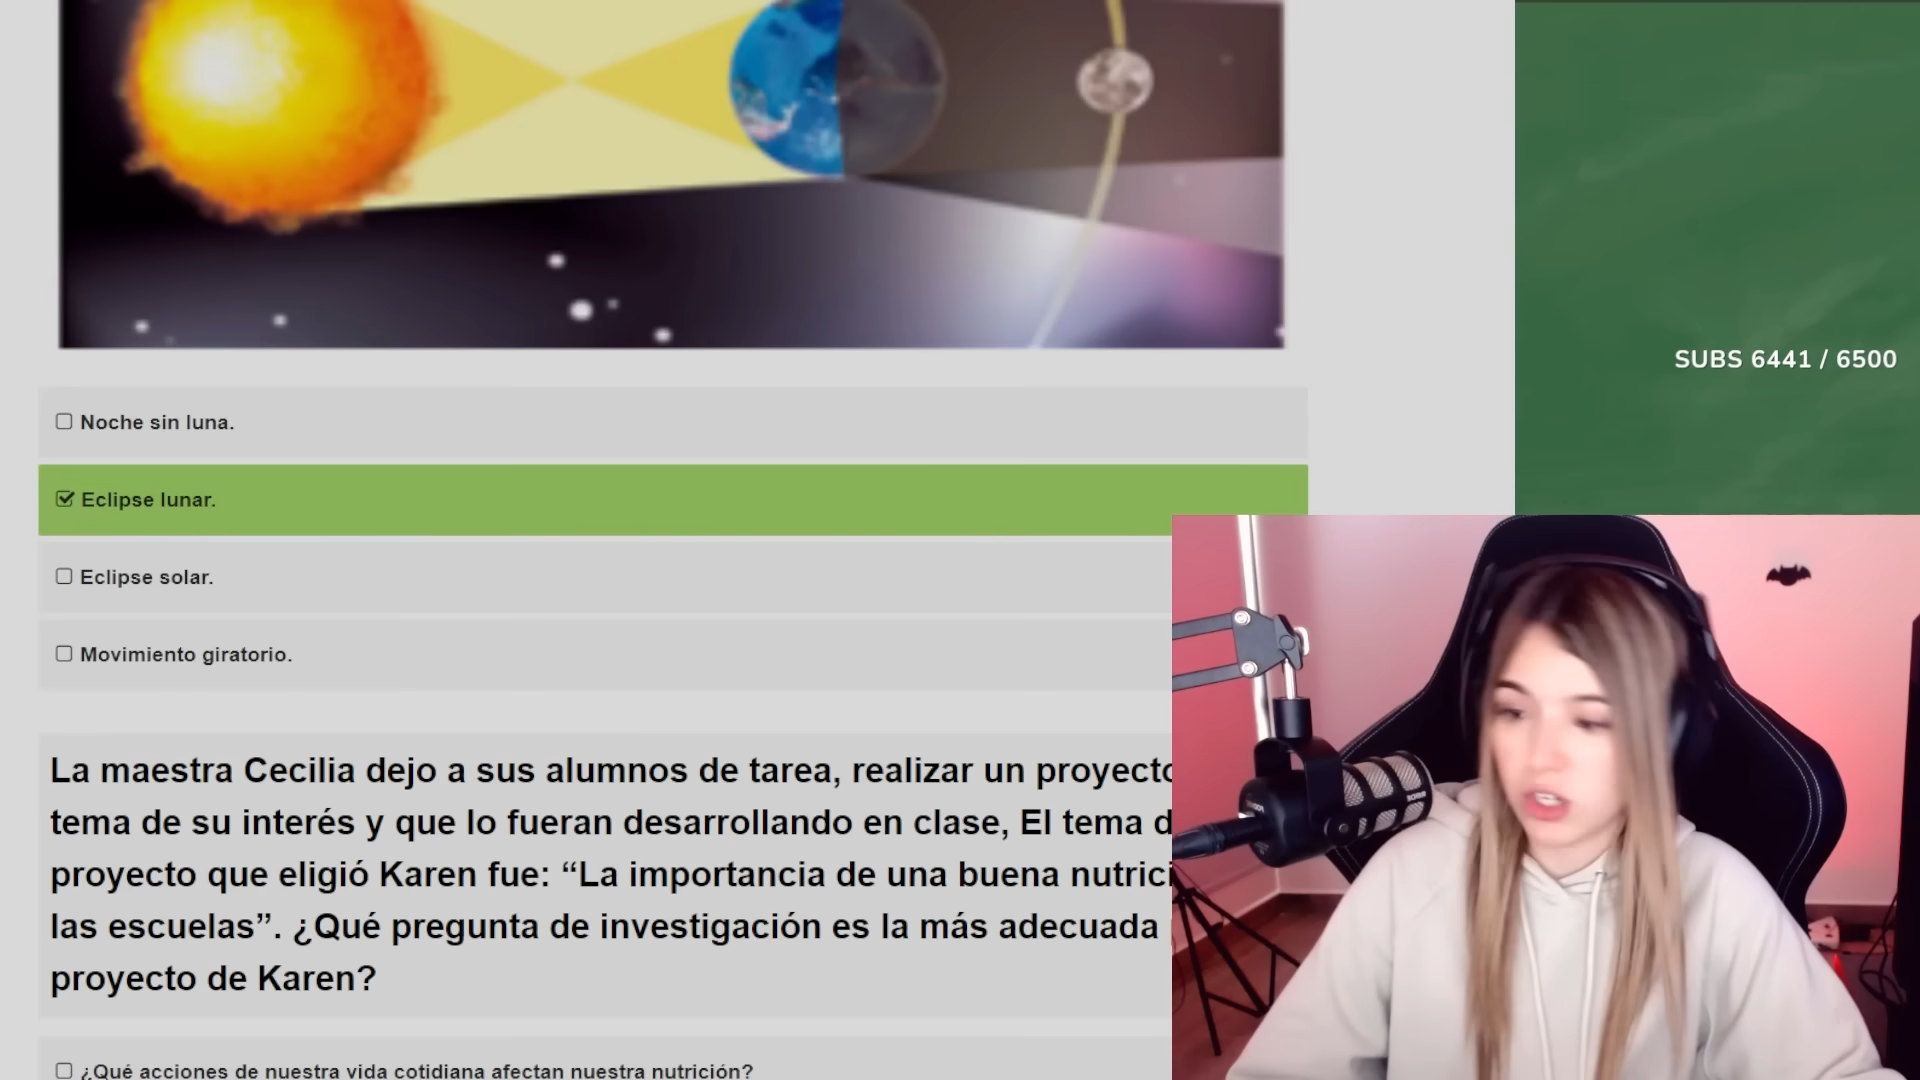 SUBS 6441 / 6500
Noche sin luna.
Eclipse lunar.
Eclipse solar.
Movimiento giratorio.
La maestra Cecilia dejo a sus alumnos de tarea, realizar un proyecto
tema de su interés y que lo fueran desarrollando en clase, El tema d
proyecto que eligió Karen fue: “La importancia de una buena nutrici
las escuelas”. ¿Qué pregunta de investigación es la más adecuada
proyecto de Karen?
¿Qué acciones de nuestra vida cotidiana afectan nuestra nutrición?